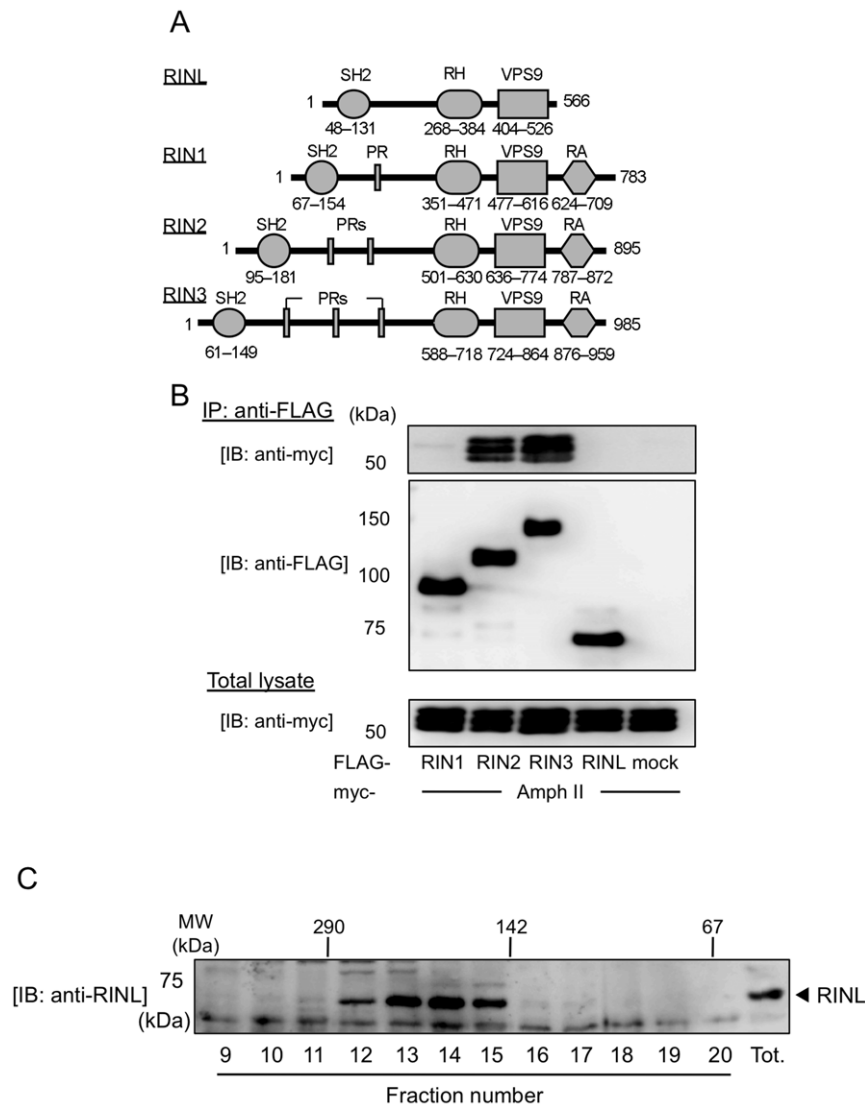 A
RINL
SH2 RH VPS9
1 566
48–131 268–384 404–526
RIN1
SH2 PR RH VPS9 RA
1 783
67–154 351–471 477–616 624–709
RIN2
SH2 PRs RH VPS9 RA
1 895
95–181 501–630 636–774 787–872
RIN3
SH2 PRs RH VPS9 RA
1 985
61–149 588–718 724–864 876–959
B
IP: anti-FLAG (kDa)
[IB: anti-myc] 50
150
[IB: anti-FLAG]
100
75
Total lysate
[IB: anti-myc] 50
FLAG- RIN1 RIN2 RIN3 RINL mock
myc- Amph II
C
MW (kDa) 290 142 67
75
[IB: anti-RINL] RINL
(kDa)
9 10 11 12 13 14 15 16 17 18 19 20 Tot.
Fraction number